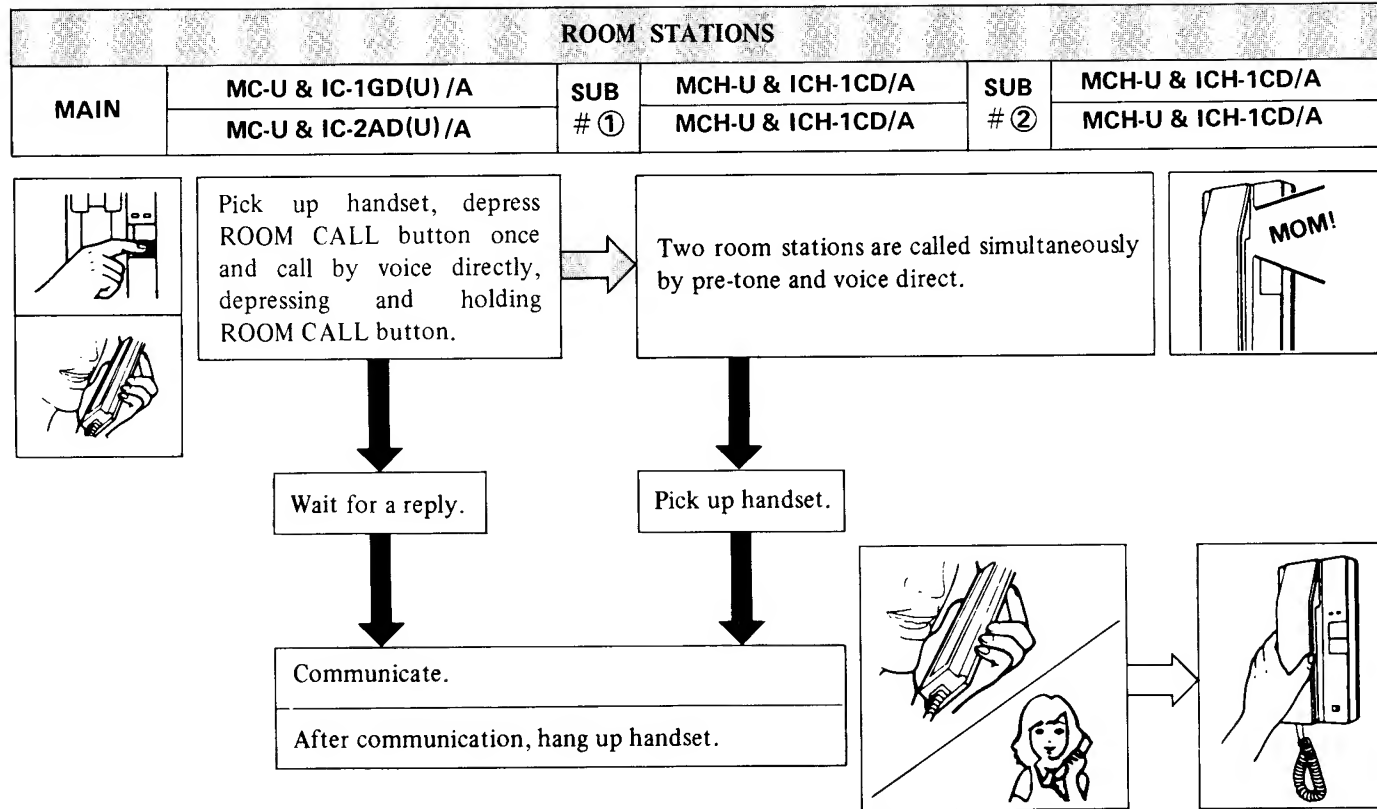 ROOM STATIONS
MAIN
MC-U & IC-1GD(U) /A
MC-U & IC-2AD(U) /A
SUB
# ①
MCH-U & ICH-1CD/A
MCH-U & ICH-1CD/A
SUB
# ②
MCH-U & ICH-1CD/A
MCH-U & ICH-1CD/A
Pick up handset, depress
ROOM CALL button once
and call by voice directly,
depressing and holding
ROOM CALL button.
Two room stations are called simultaneously
by pre-tone and voice direct.
MOM!
Wait for a reply.
Pick up handset.
Communicate.
After communication, hang up handset.